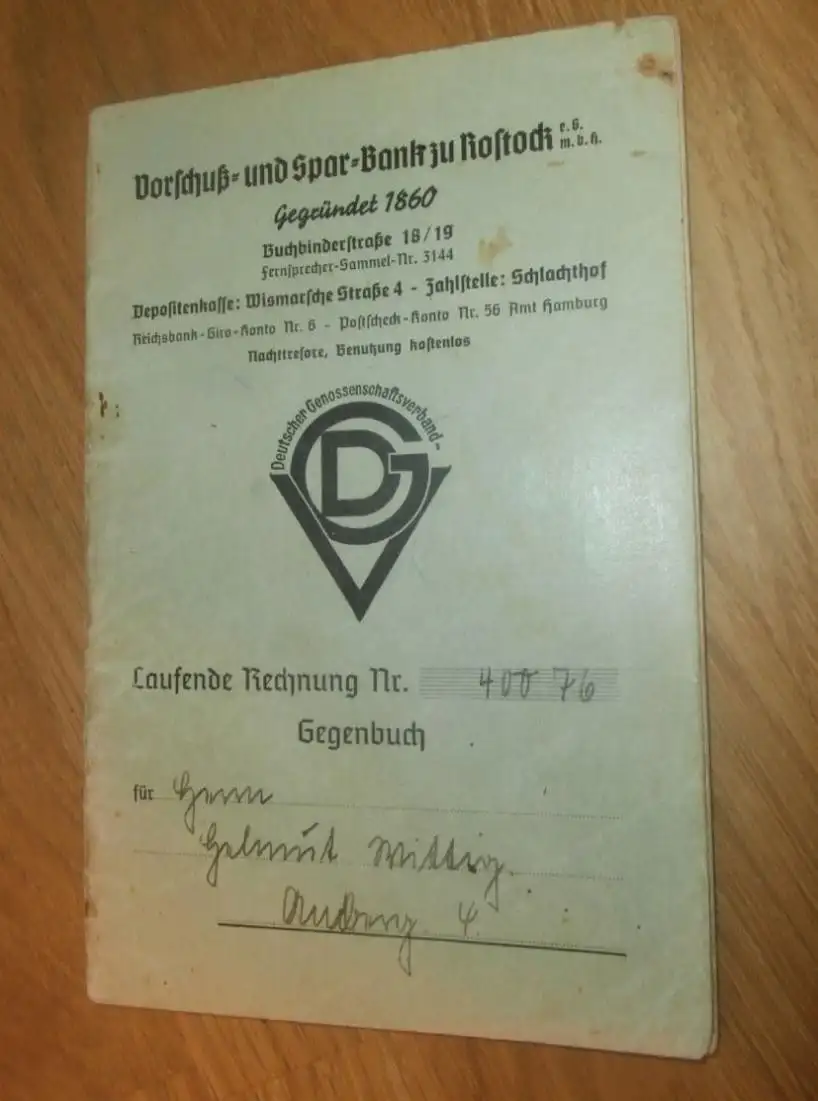 Vorschuß- und Spar-Bank zu Rostock e.G. m.b.H.
Gegründet 1860
Buchbinderstraße 18/19
Fernsprecher-Sammel-Nr. 3144
Depositenkasse: Wismarsche Straße 4 - Zahlstelle: Schlachthof
Reichsbank-Giro-Konto Nr. 6 - Postscheck-Konto Nr. 56 Amt Hamburg
Nachttresore, Benutzung kostenlos
Deutscher Genossenschaftsverband-
DGV
Laufende Rechnung Nr. 40076
Gegenbuch
für Herrn
Helmut Wittig.
4.